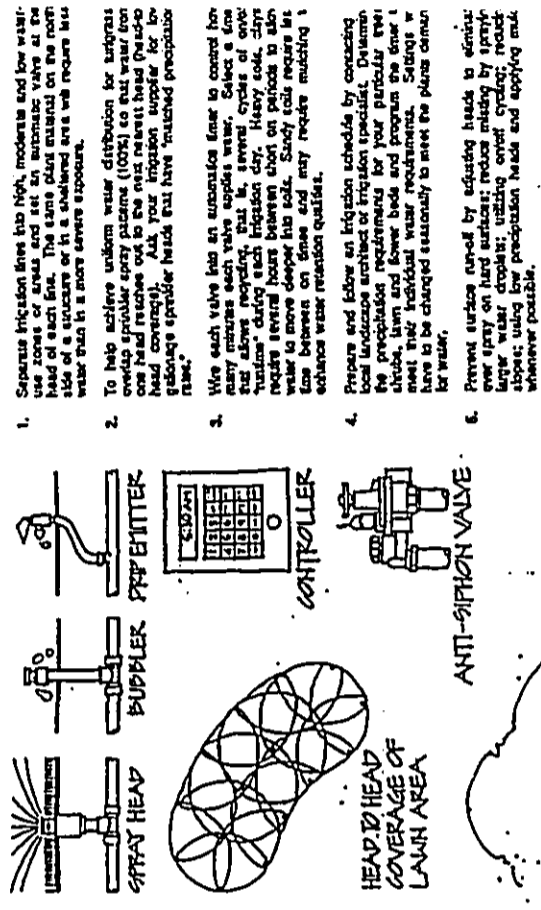 SPRAY HEAD
BUBBLER
DRIP EMITTER
HEAD TO HEAD
COVERAGE OF
LAWN AREA
6:30 AM
CONTROLLER
ANTI-SIPHON VALVE
1. Separate irrigation lines into high, moderate and low water-
use zones or areas and set an automatic valve at the
head of each line. The same plant material on the north
side of a structure or in a sheltered area will require less
water than in a more severe exposure.
2. To help achieve uniform water distribution for turfgrass
overlap sprinkler spray patterns (100%) so that water from
one head reaches out to the next nearest head (head-to
head coverage). Ask your irrigation supplier for low
gallonage sprinkler heads that have "matched precipitation
rates."
3. Wire each valve into an automatic timer to control how
many minutes each valve applies water. Select a time
that allows recycling, that is, several cycles of on/of
"runtime" during each irrigation day. Heavy soils, clays
require several hours between short on periods to allow
water to move deeper into soils. Sandy soils require les
time between on times and may require mulching t
enhance water retention qualities.
4. Prepare and follow an irrigation schedule by contacting
local landscape architect or irrigation specialist. Determin
the precipitation requirements for your particular trees
shrubs, lawn and flower beds and program the timer t
meet their individual water requirements. Settings w
have to be changed seasonally to meet the plants deman
for water.
5. Prevent surface run-off by adjusting heads to elimina
over spray on hard surfaces; reduce misting by sprayin
larger water droplets; utilizing on/off cycling; reducin
slopes; using low precipitation heads and applying mulc
whenever possible.